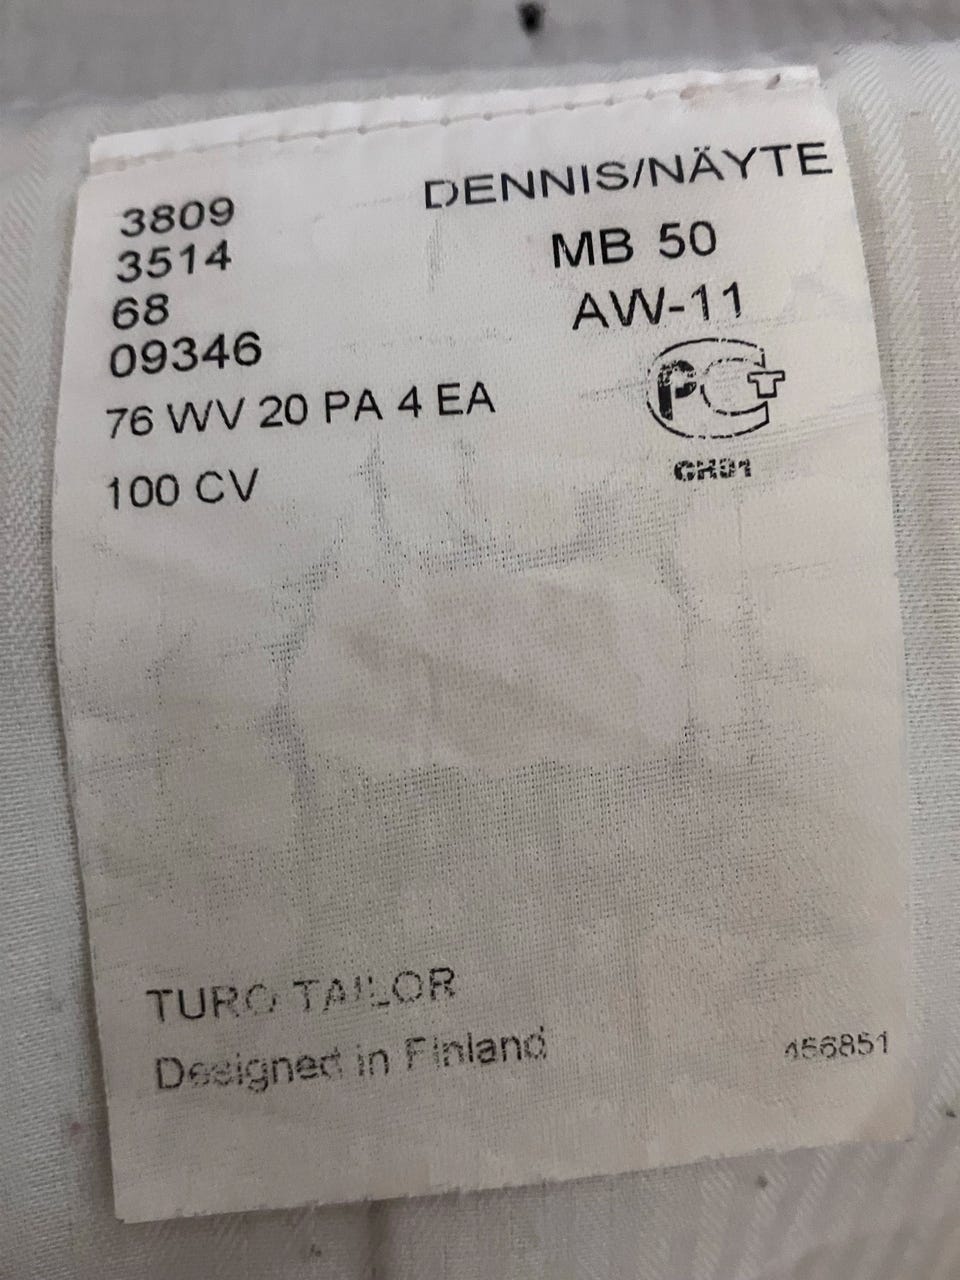 3809 DENNIS/NÄYTE
3514 MB 50
68 AW-11
09346
76 WV 20 PA 4 EA
100 CV
TURO TAILOR
Designed in Finland
456851